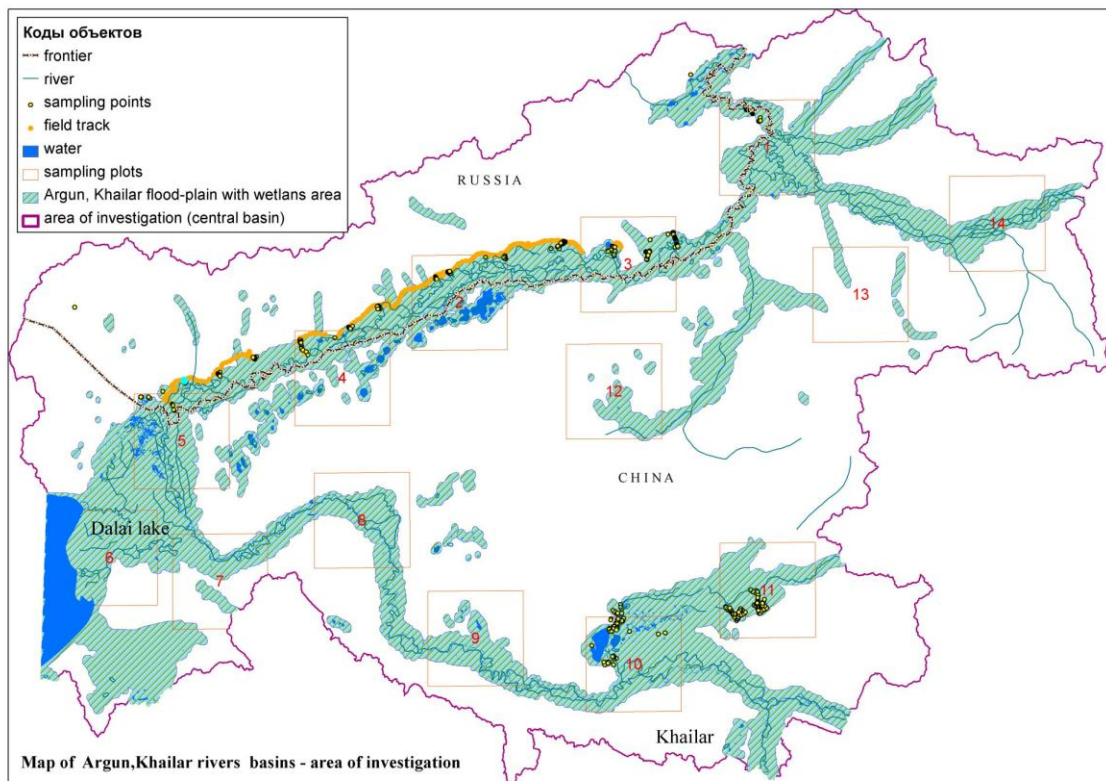 Коды объектов
frontier
river
sampling points
field track
water
sampling plots
Argun, Khailar flood-plain with wetlans area
area of investigation (central basin)
RUSSIA
1
14
3
2
13
4
12
5
CHINA
Dalai lake
8
6
7
11
9
10
Khailar
Map of Argun,Khailar rivers basins - area of investigation